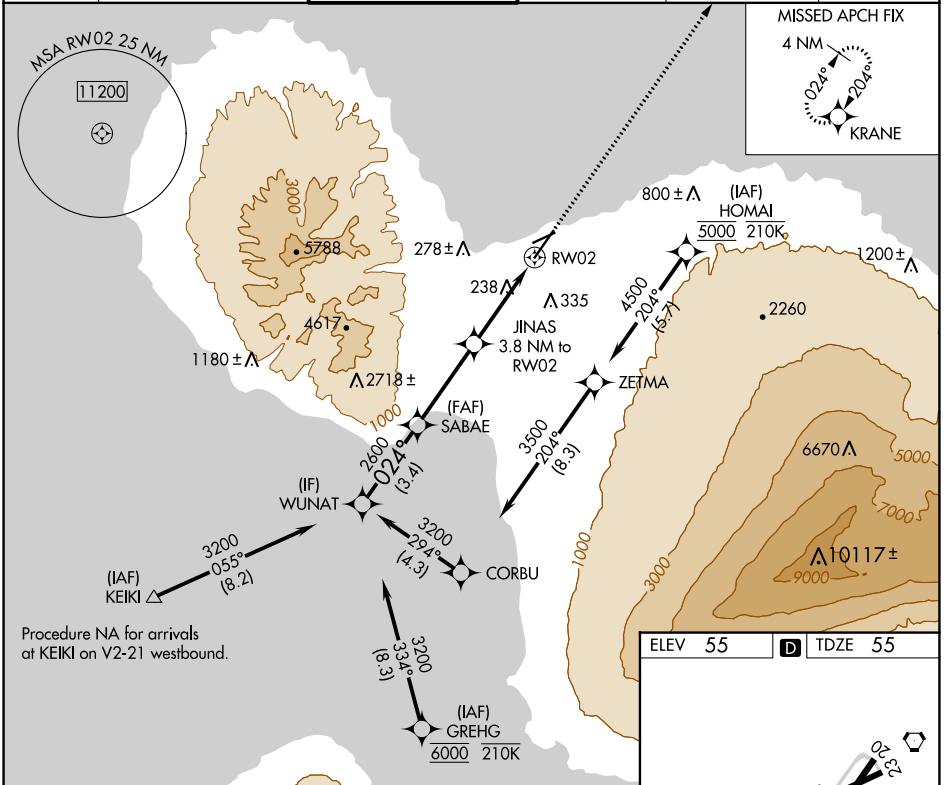 MSA RW02 25 NM
11200
MISSED APCH FIX
4 NM
024°
204°
KRANE
3000
5788
4617
1180 ±
2718 ±
1000
278 ±
238
335
RW02
800 ±
(IAF)
HOMAI
5000 210K
1200 ±
2260
4500
204°
(5.7)
JINAS
3.8 NM to
RW02
ZETMA
3500
204°
(8.3)
(FAF)
SABAE
2600
024°
(3.4)
(IF)
WUNAT
3200
055°
(8.2)
(IAF)
KEIKI
3200
294°
(4.3)
CORBU
3200
334°
(8.3)
(IAF)
GREHG
6000 210K
6670
5000
7000
10117 ±
9000
3000
1000
Procedure NA for arrivals
at KEIKI on V2-21 westbound.
ELEV 55
D
TDZE 55
20
23